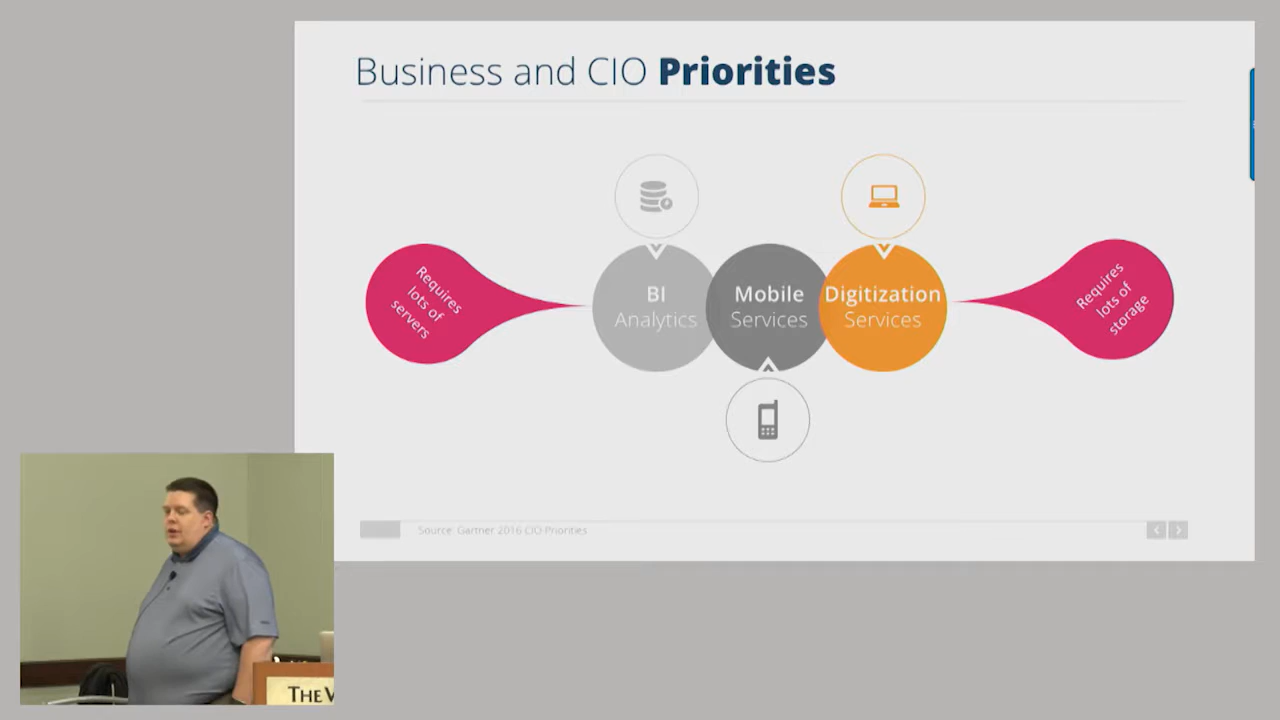 Business and CIO Priorities
Requires
lots of
servers
BI
Analytics
Mobile
Services
Digitization
Services
Requires
lots of
storage
Source: Gartner 2016 CIO Priorities
THE